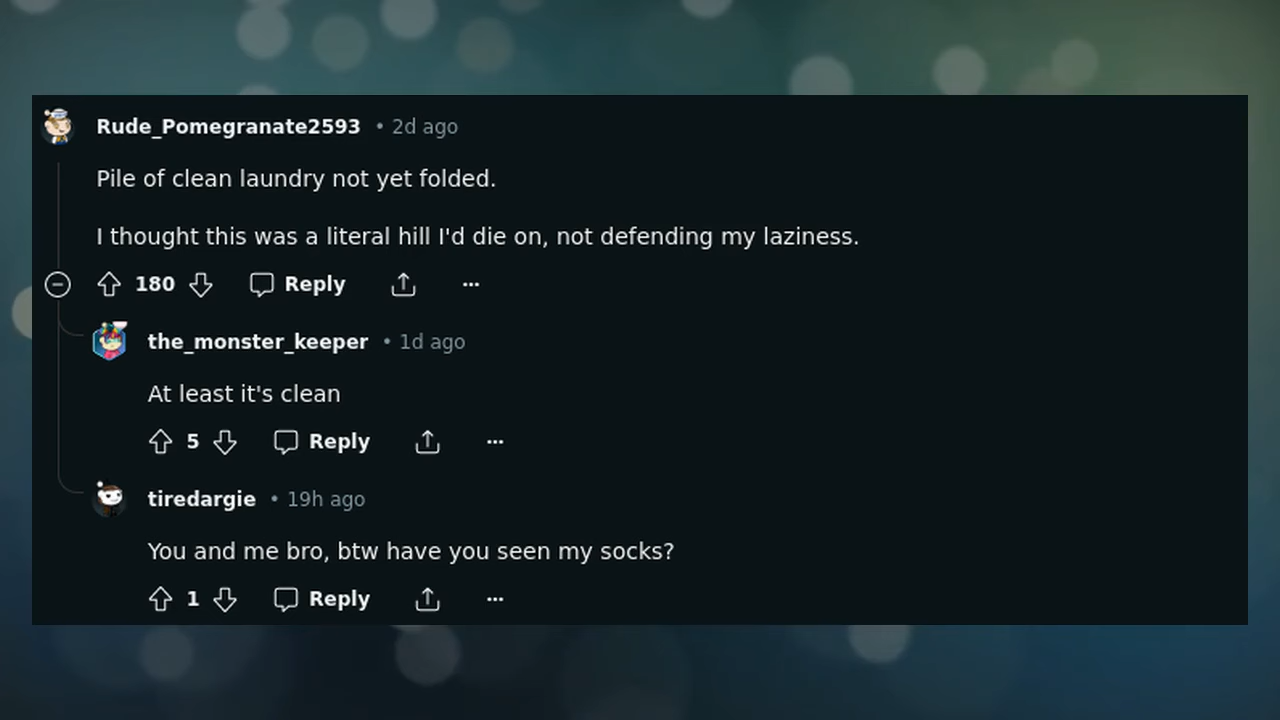 Rude_Pomegranate2593 • 2d ago
Pile of clean laundry not yet folded.
I thought this was a literal hill I'd die on, not defending my laziness.
180 Reply
the_monster_keeper • 1d ago
At least it's clean
5 Reply
tiredargie • 19h ago
You and me bro, btw have you seen my socks?
1 Reply